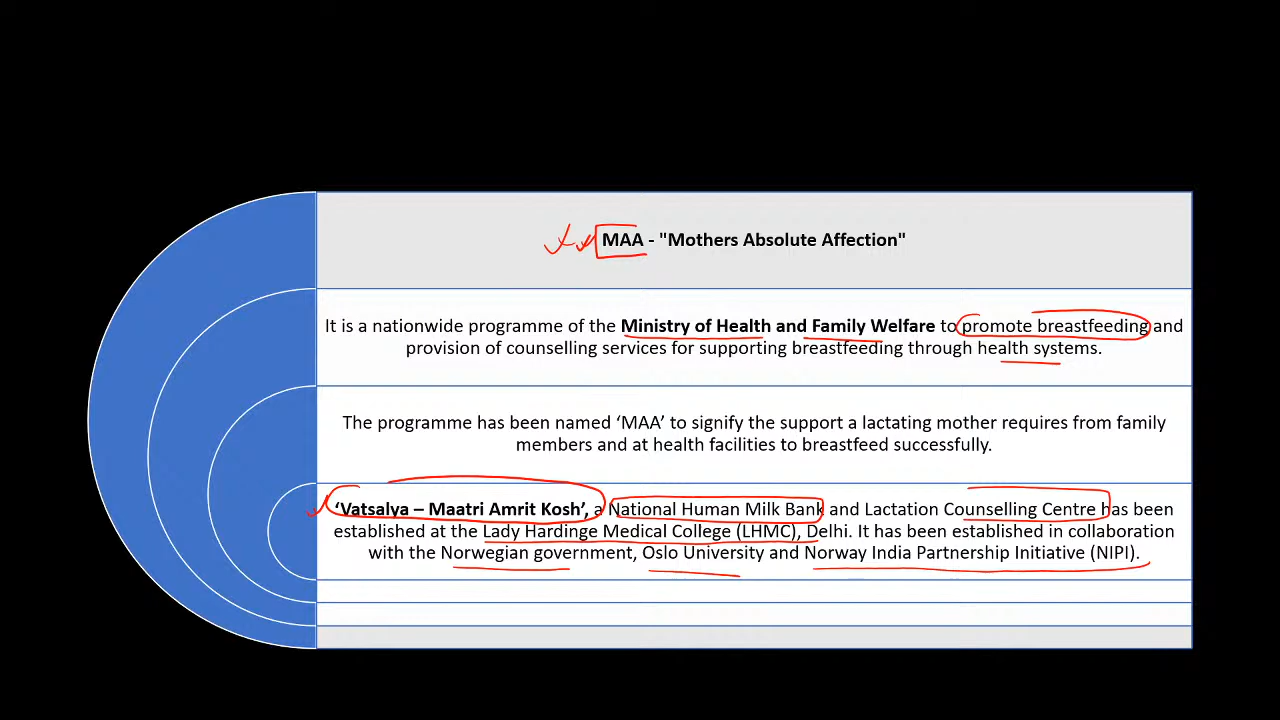 MAA - "Mothers Absolute Affection"
It is a nationwide programme of the Ministry of Health and Family Welfare to promote breastfeeding and
provision of counselling services for supporting breastfeeding through health systems.
The programme has been named ‘MAA’ to signify the support a lactating mother requires from family
members and at health facilities to breastfeed successfully.
‘Vatsalya – Maatri Amrit Kosh’, a National Human Milk Bank and Lactation Counselling Centre has been
established at the Lady Hardinge Medical College (LHMC), Delhi. It has been established in collaboration
with the Norwegian government, Oslo University and Norway India Partnership Initiative (NIPI).